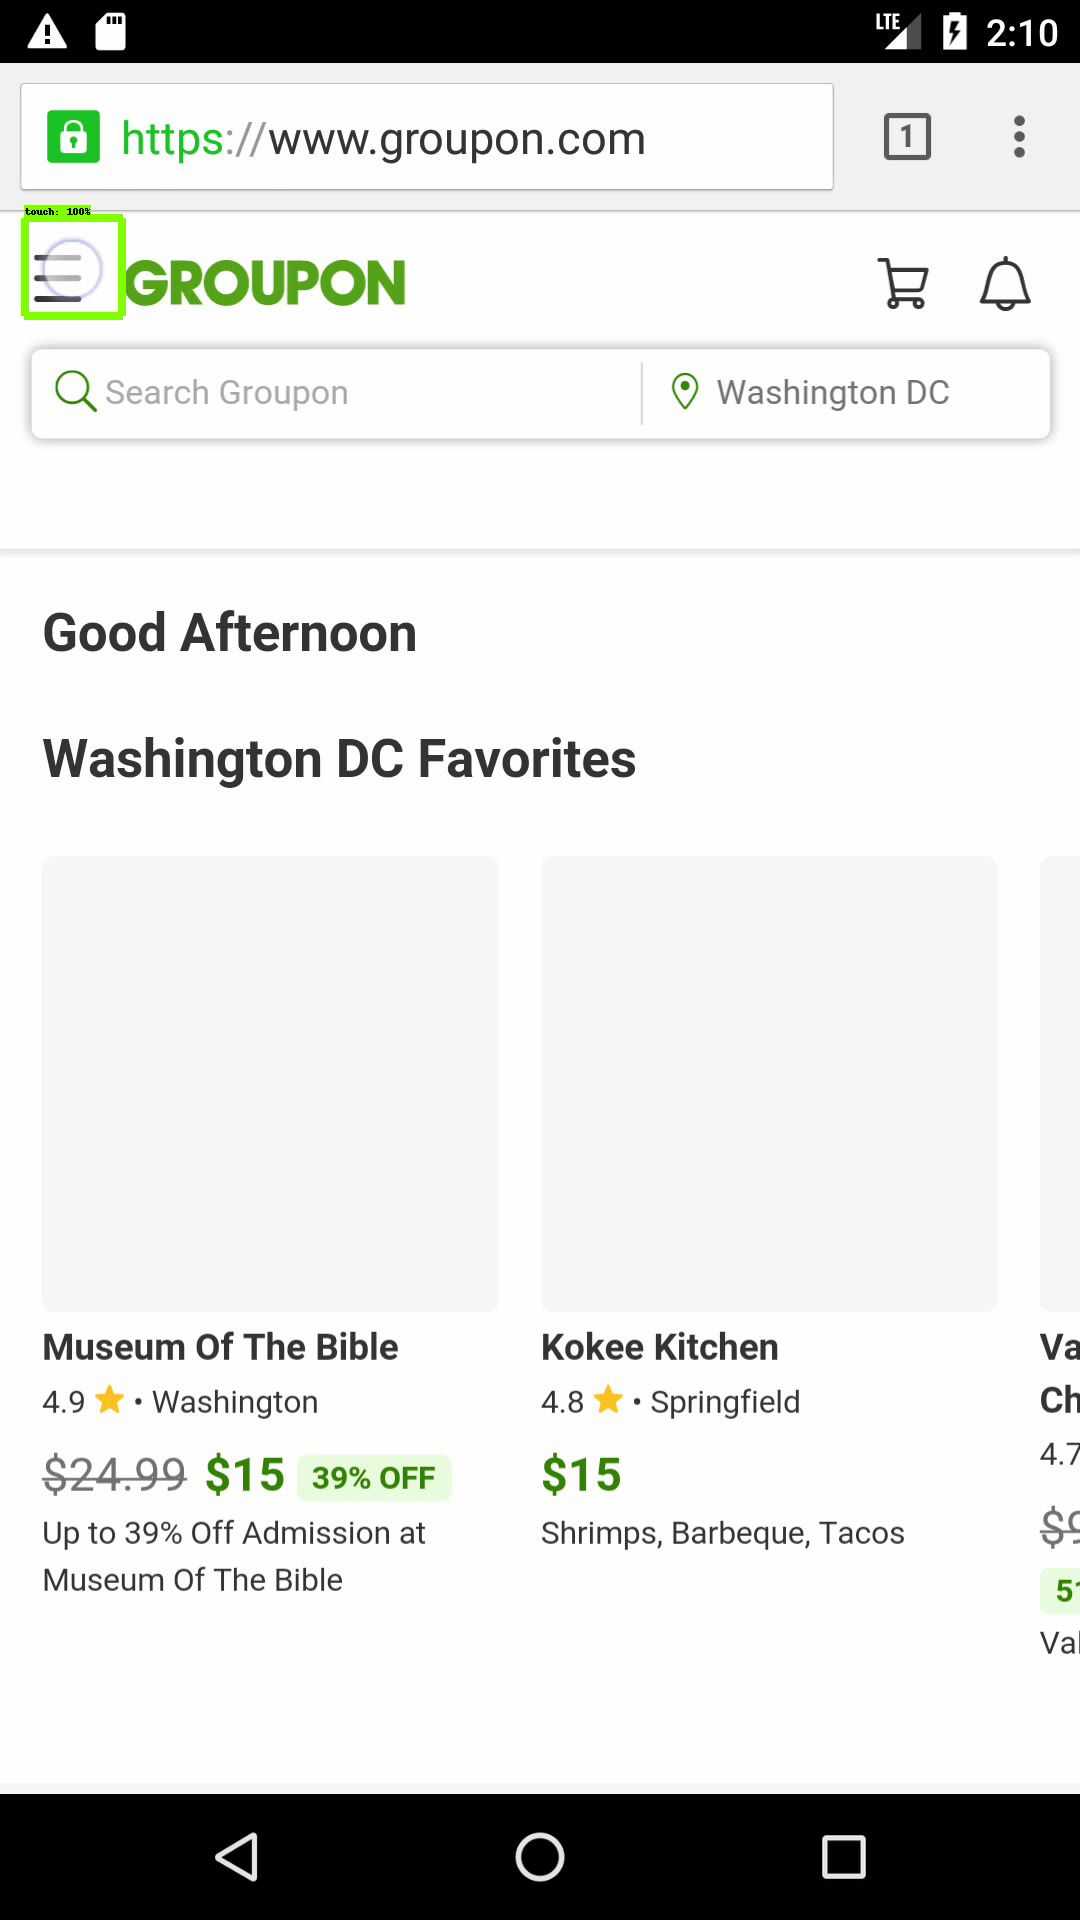 LTE 2:10
https://www.groupon.com 1
touch: 100%
GROUPON
Search Groupon Washington DC
Good Afternoon
Washington DC Favorites
Museum Of The Bible
4.9 • Washington
$24.99 $15 39% OFF
Up to 39% Off Admission at
Museum Of The Bible
Kokee Kitchen
4.8 • Springfield
$15
Shrimps, Barbeque, Tacos
Va
Ch
4.7
$9
51
Val